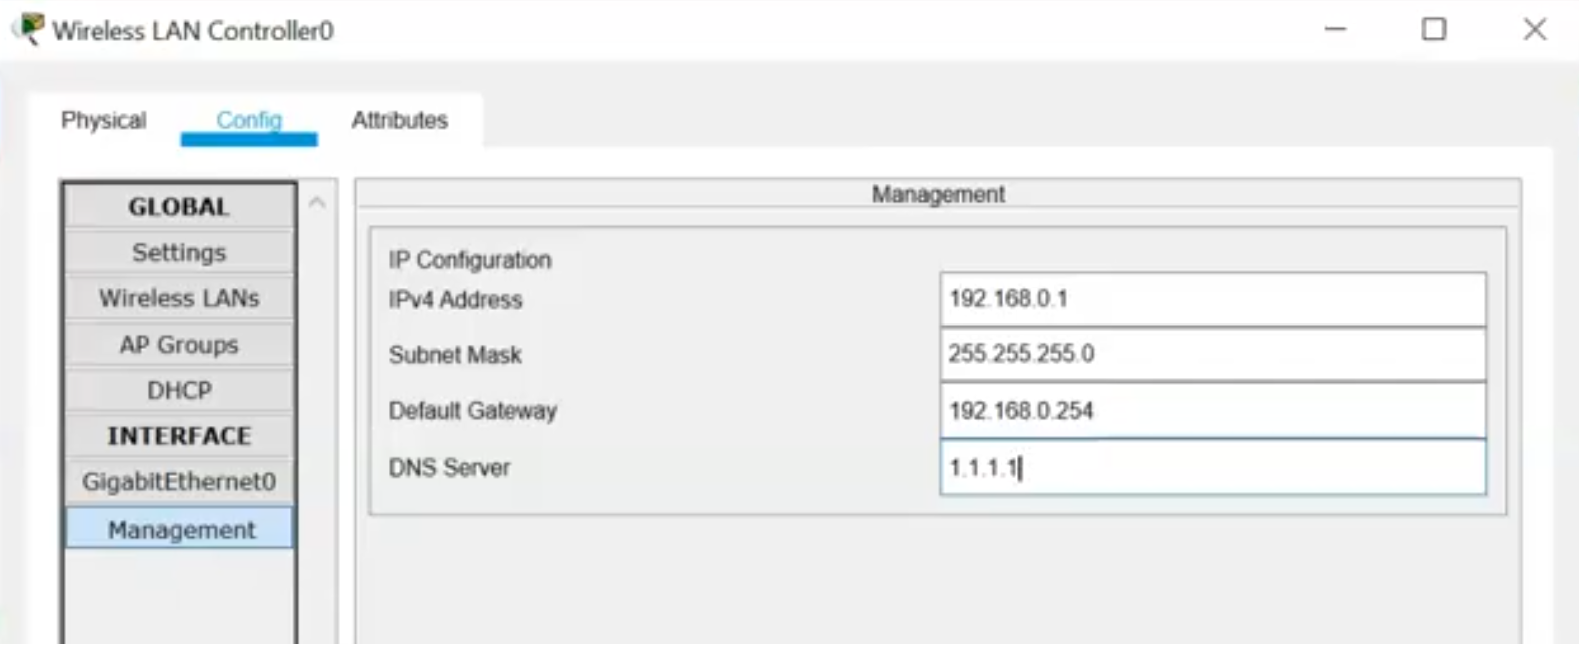 Wireless LAN Controller0
Physical Config Attributes
GLOBAL
Settings
Wireless LANs
AP Groups
DHCP
INTERFACE
GigabitEthernet0
Management
Management
IP Configuration
IPv4 Address 192.168.0.1
Subnet Mask 255.255.255.0
Default Gateway 192.168.0.254
DNS Server 1.1.1.1